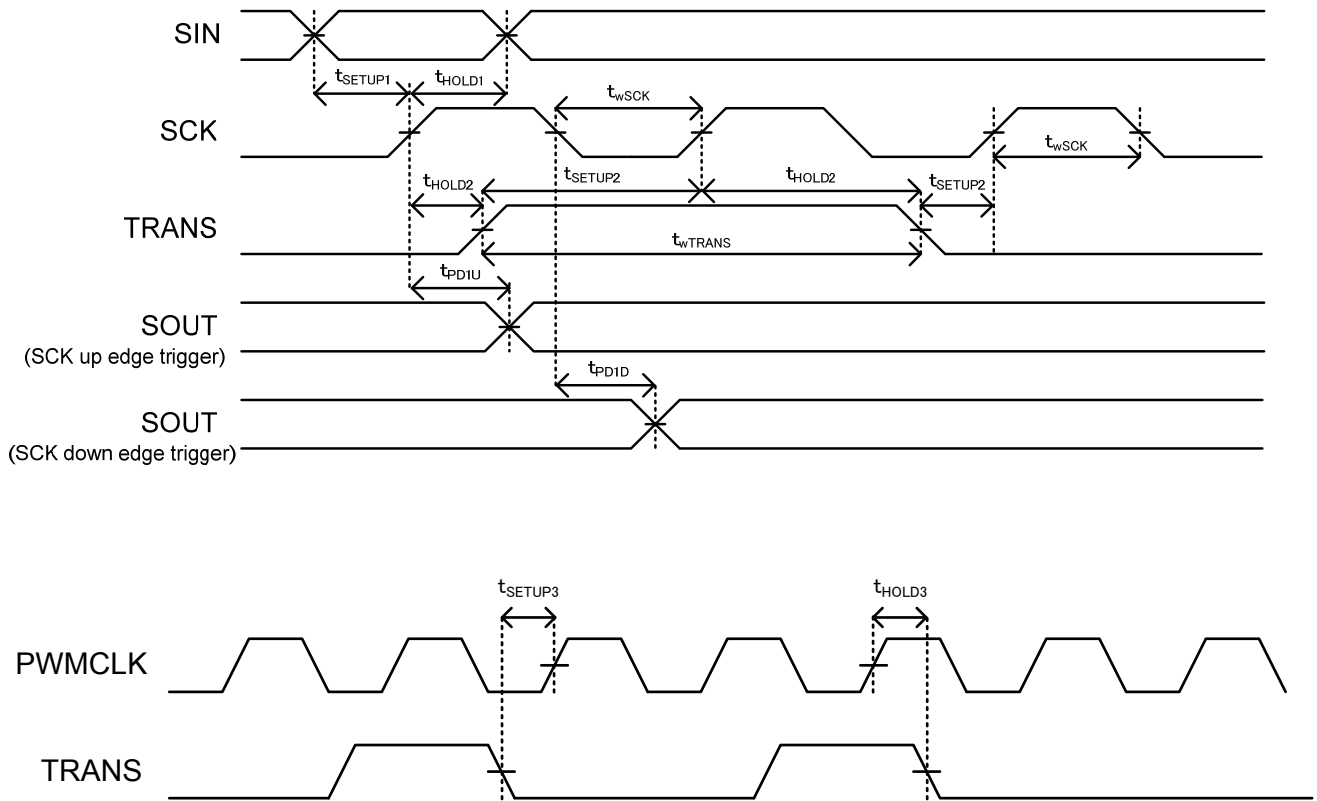 SIN
tSETUP1
tHOLD1
twSCK
SCK
twSCK
tHOLD2
tSETUP2
tHOLD2
tSETUP2
TRANS
twTRANS
tPD1U
SOUT
(SCK up edge trigger)
tPD1D
SOUT
(SCK down edge trigger)
tSETUP3
tHOLD3
PWMCLK
TRANS